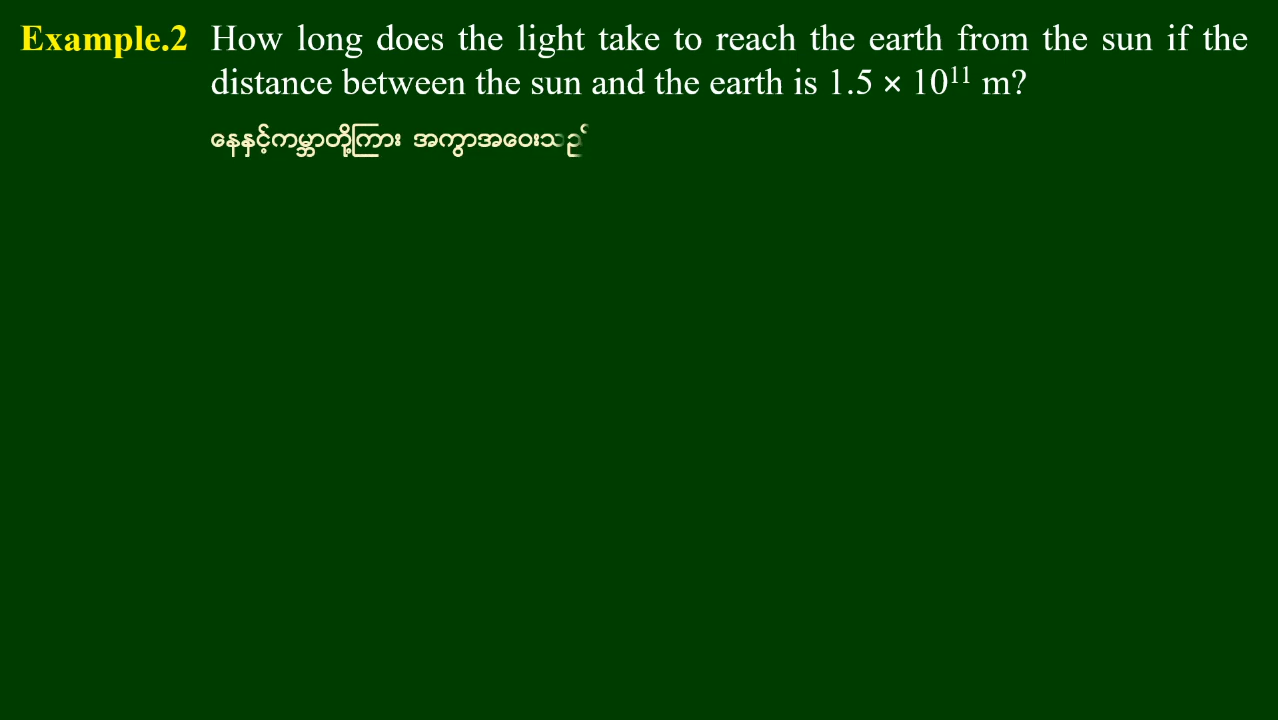 Example.2 How long does the light take to reach the earth from the sun if the
distance between the sun and the earth is 1.5 × 10¹¹ m?
နေနှင့်ကမ္ဘာတို့ကြား အကွာအဝေးသည်